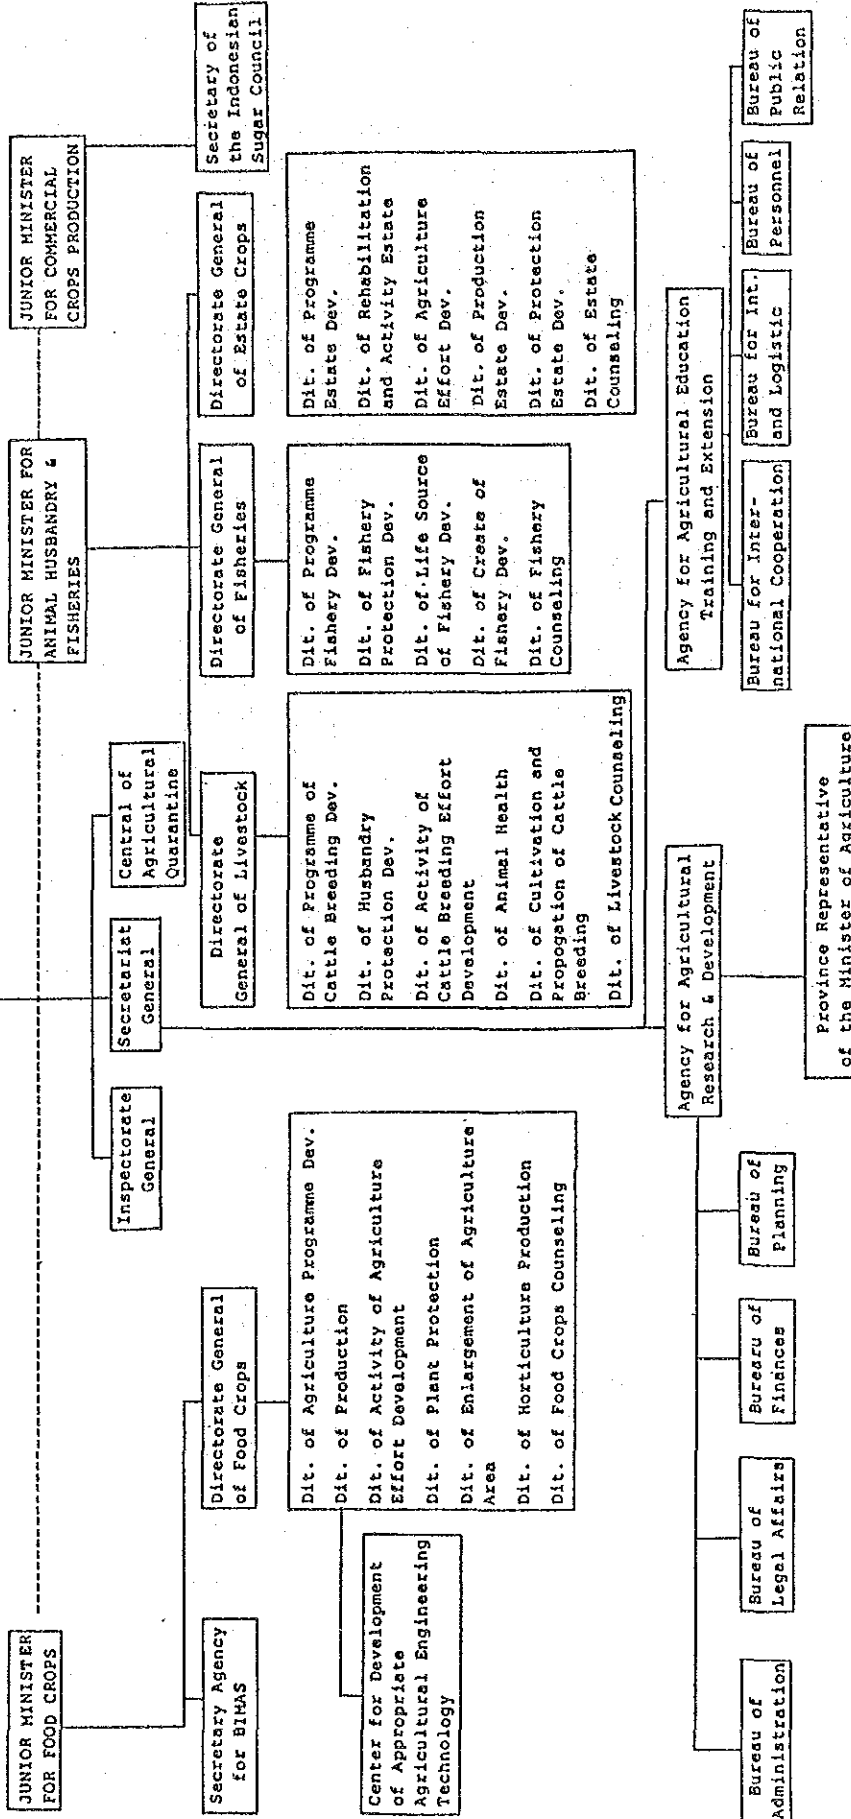 JUNIOR MINISTER
FOR FOOD CROPS
JUNIOR MINISTER FOR
ANIMAL HUSBANDRY &
FISHERIES
JUNIOR MINISTER
FOR COMMERCIAL
CROPS PRODUCTION
Inspectorate
General
Secretariat
General
Central of
Agricultural
Quarantine
Secretary Agency
for BIMAS
Directorate General
of Food Crops
Directorate
General of Livestock
Directorate General
of Fisheries
Directorate General
of Estate Crops
Secretary of
the Indonesian
Sugar Council
Center for Development
of Appropriate
Agricultural Engineering
Technology
Dit. of Agriculture Programme Dev.
Dit. of Production
Dit. of Activity of Agriculture
Effort Development
Dit. of Plant Protection
Dit. of Enlargement of Agriculture
Area
Dit. of Horticulture Production
Dit. of Food Crops Counseling
Dit. of Programme of
Cattle Breeding Dev.
Dit. of Husbandry
Protection Dev.
Dit. of Activity of
Cattle Breeding Effort
Development
Dit. of Animal Health
Dit. of Cultivation and
Propogation of Cattle
Breeding
Dit. of Livestock Counseling
Dit. of Programme
Fishery Dev.
Dit. of Fishery
Protection Dev.
Dit. of Life Source
of Fishery Dev.
Dit. of Create of
Fishery Dev.
Dit. of Fishery
Counseling
Dit. of Programme
Estate Dev.
Dit. of Rehabilitation
and Activity Estate
Dit. of Agriculture
Effort Dev.
Dit. of Production
Estate Dev.
Dit. of Protection
Estate Dev.
Dit. of Estate
Counseling
Agency for Agricultural
Research & Development
Agency for Agricultural Education
Training and Extension
Bureau of
Administration
Bureau of
Legal Affairs
Burearu of
Finances
Bureau of
Planning
Bureau for Inter-
national Cooperation
Bureau for Int.
and Logistic
Bureau of
Personnel
Bureau of
Public
Relation
Province Representative
of the Minister of Agriculture